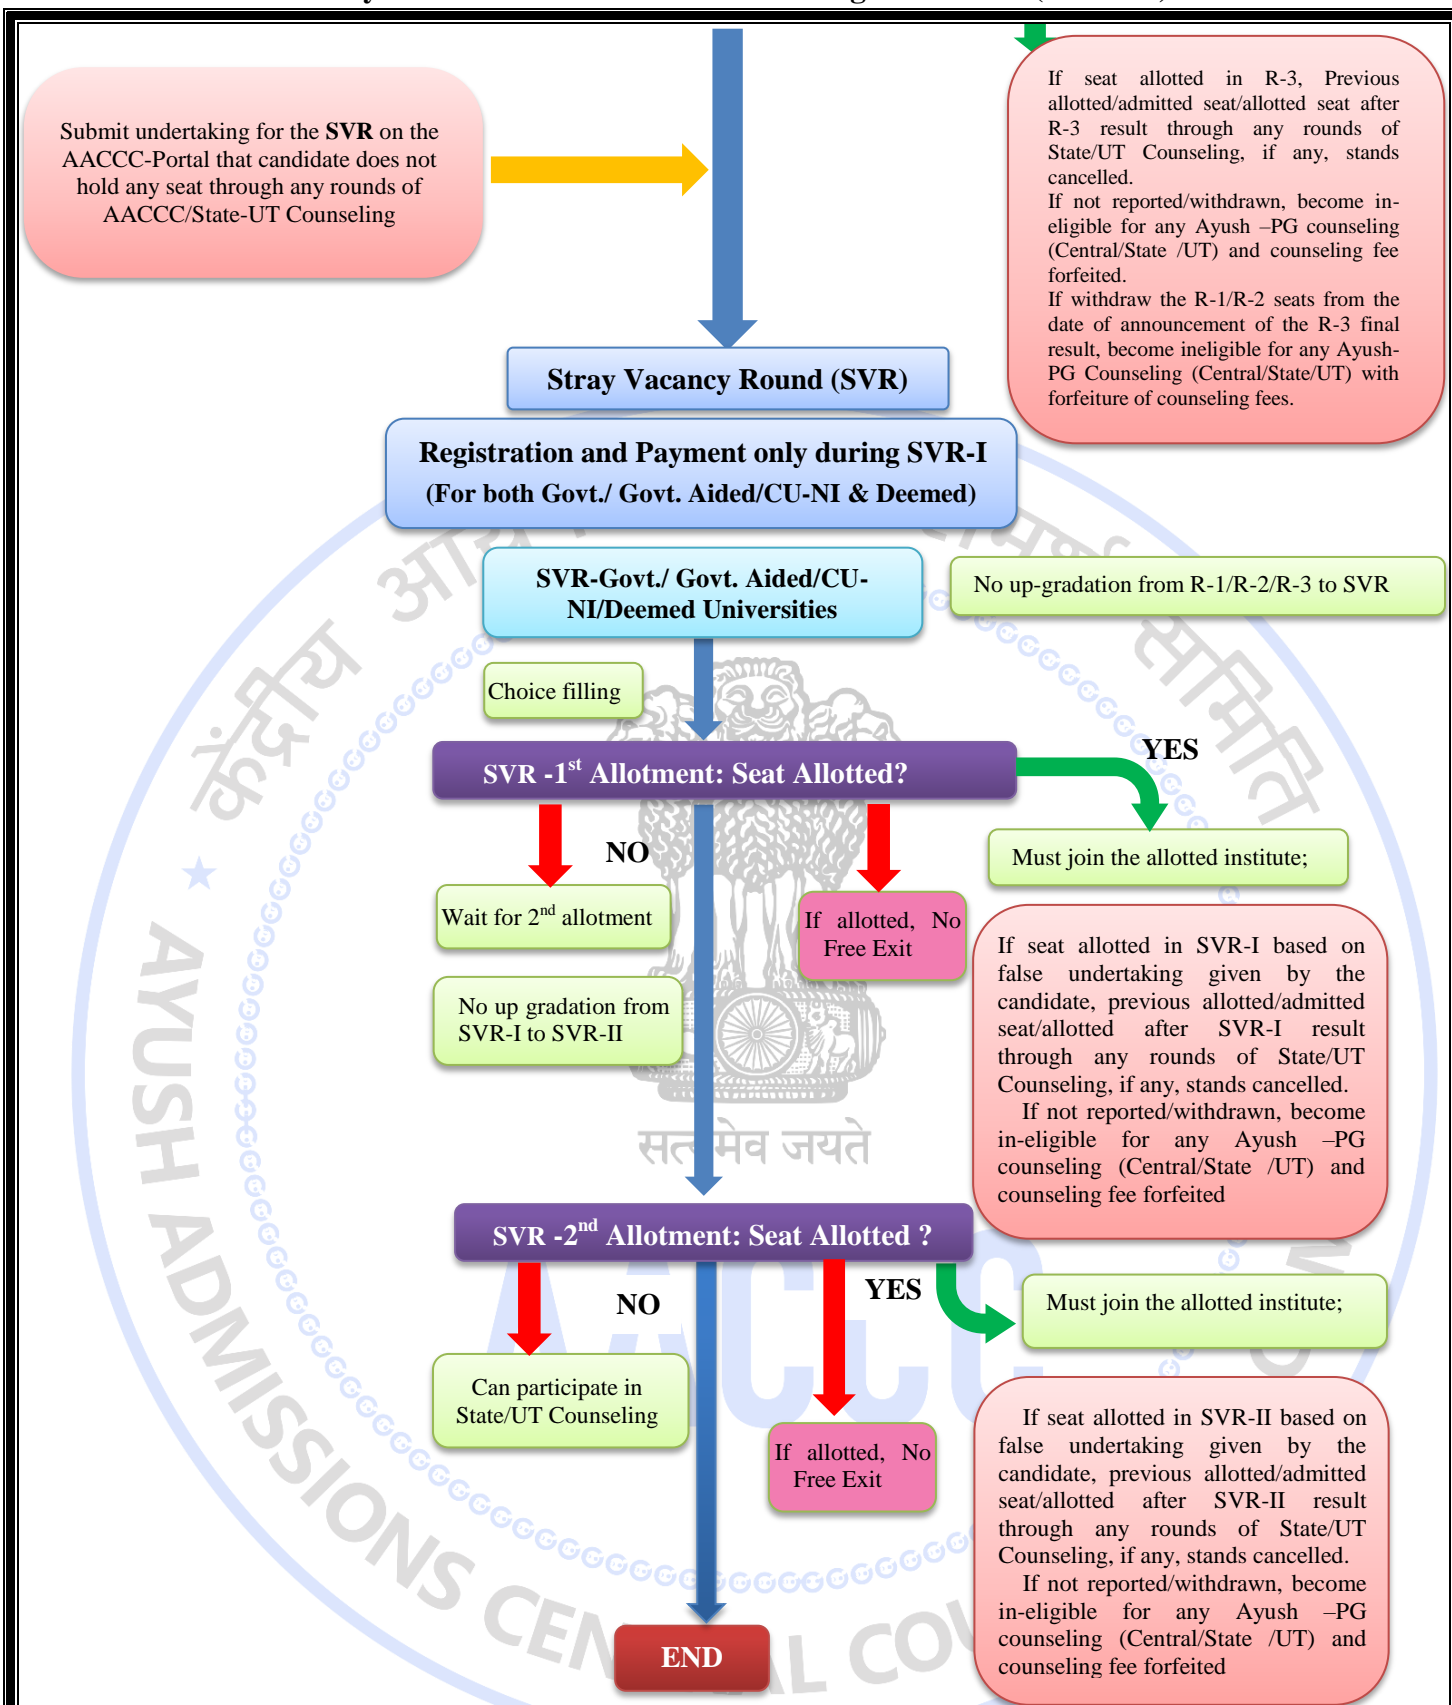 Submit undertaking for the SVR on the
AACCC-Portal that candidate does not
hold any seat through any rounds of
AACCC/State-UT Counseling
If seat allotted in R-3, Previous
allotted/admitted seat/allotted seat after
R-3 result through any rounds of
State/UT Counseling, if any, stands
cancelled.
If not reported/withdrawn, become in-
eligible for any Ayush –PG counseling
(Central/State /UT) and counseling fee
forfeited.
If withdraw the R-1/R-2 seats from the
date of announcement of the R-3 final
result, become ineligible for any Ayush-
PG Counseling (Central/State/UT) with
forfeiture of counseling fees.
Stray Vacancy Round (SVR)
Registration and Payment only during SVR-I
(For both Govt./ Govt. Aided/CU-NI & Deemed)
SVR-Govt./ Govt. Aided/CU-
NI/Deemed Universities
No up-gradation from R-1/R-2/R-3 to SVR
Choice filling
SVR -1st Allotment: Seat Allotted?
YES
NO
Must join the allotted institute;
Wait for 2nd allotment
If allotted, No
Free Exit
No up gradation from
SVR-I to SVR-II
If seat allotted in SVR-I based on
false undertaking given by the
candidate, previous allotted/admitted
seat/allotted after SVR-I result
through any rounds of State/UT
Counseling, if any, stands cancelled.
If not reported/withdrawn, become
in-eligible for any Ayush –PG
counseling (Central/State /UT) and
counseling fee forfeited
सत्यमेव जयते
SVR -2nd Allotment: Seat Allotted ?
NO
YES
Must join the allotted institute;
Can participate in
State/UT Counseling
If allotted, No
Free Exit
If seat allotted in SVR-II based on
false undertaking given by the
candidate, previous allotted/admitted
seat/allotted after SVR-II result
through any rounds of State/UT
Counseling, if any, stands cancelled.
If not reported/withdrawn, become
in-eligible for any Ayush –PG
counseling (Central/State /UT) and
counseling fee forfeited
END
केंद्रीय
समिति
AYUSH ADMISSIONS CENTRAL
AACCC